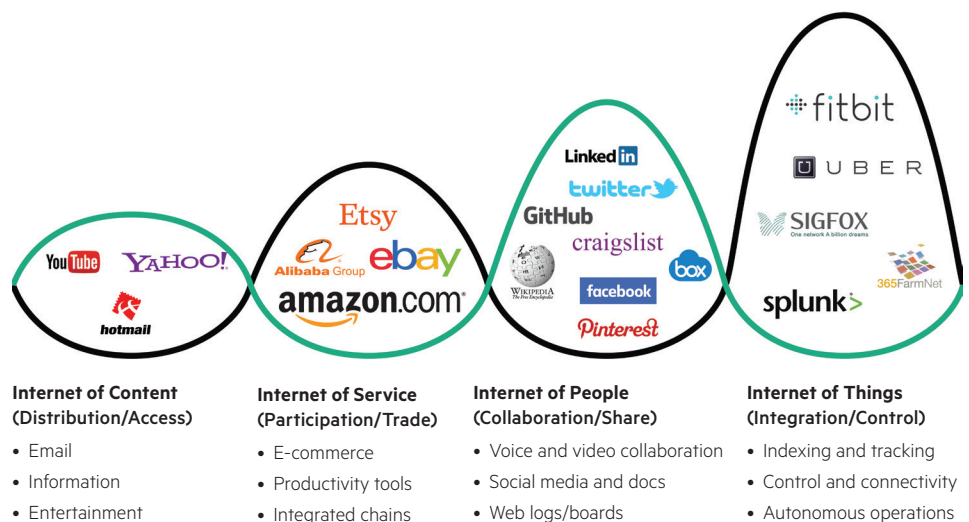 You Tube
YAHOO!
hotmail
Etsy
Alibaba Group
ebay
amazon.com®
Linked in
twitter
GitHub
craigslist
WIKIPEDIA
The Free Encyclopedia
box
facebook
Pinterest
fitbit
U B E R
SIGFOX
One network A billion dreams
365FarmNet
splunk>
Internet of Content
(Distribution/Access)
• Email
• Information
• Entertainment
Internet of Service
(Participation/Trade)
• E-commerce
• Productivity tools
• Integrated chains
Internet of People
(Collaboration/Share)
• Voice and video collaboration
• Social media and docs
• Web logs/boards
Internet of Things
(Integration/Control)
• Indexing and tracking
• Control and connectivity
• Autonomous operations